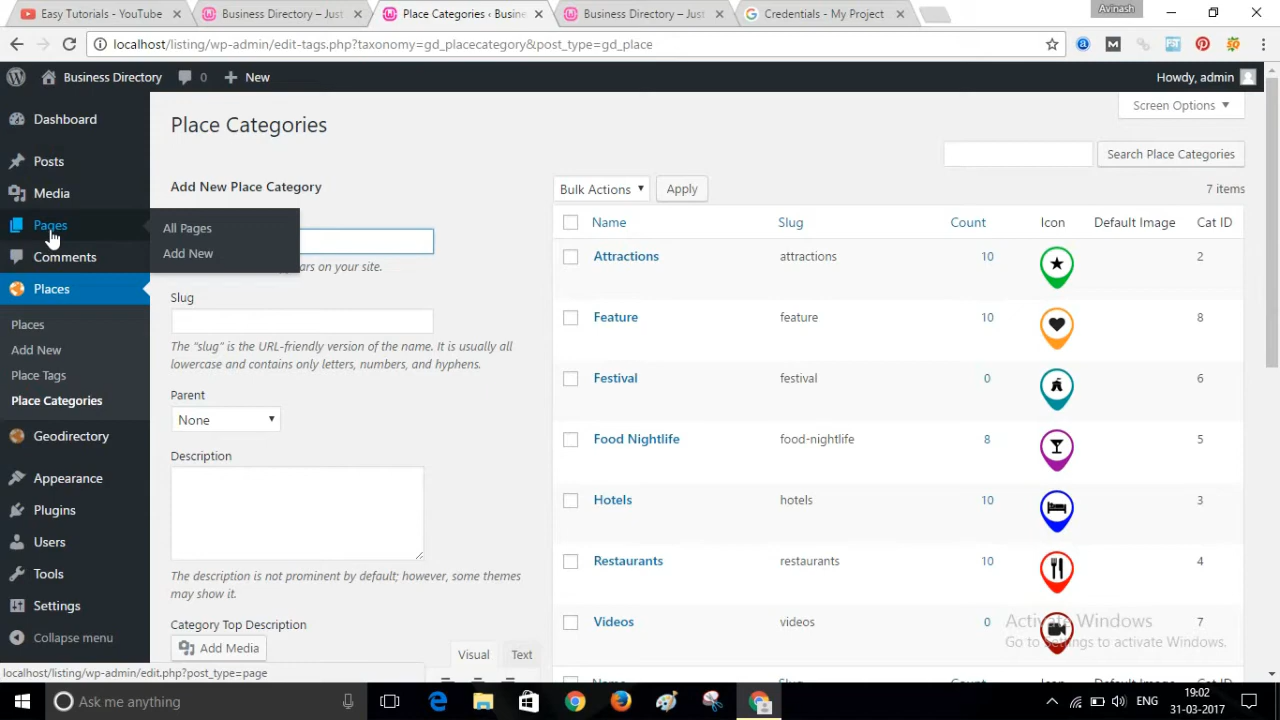 Easy Tutorials - YouTube
Business Directory – Just
Place Categories ‹ Busine
Business Directory – Just
Credentials - My Project
Avinash
localhost/listing/wp-admin/edit-tags.php?taxonomy=gd_placecategory&post_type=gd_place
Business Directory 0 New
Howdy, admin
Dashboard
Posts
Media
Pages
Comments
Places
Places
Add New
Place Tags
Place Categories
Geodirectory
Appearance
Plugins
Users
Tools
Settings
Collapse menu
All Pages
Add New
Screen Options
Place Categories
Search Place Categories
Add New Place Category
ears on your site.
Slug
The "slug" is the URL-friendly version of the name. It is usually all
lowercase and contains only letters, numbers, and hyphens.
Parent
None
Description
The description is not prominent by default; however, some themes
may show it.
Category Top Description
Add Media
Visual Text
Bulk Actions Apply 7 items
Name Slug Count Icon Default Image Cat ID
Attractions attractions 10 2
Feature feature 10 8
Festival festival 0 6
Food Nightlife food-nightlife 8 5
Hotels hotels 10 3
Restaurants restaurants 10 4
Videos videos 0 7
Activate Windows
Go to Settings to activate Windows.
localhost/listing/wp-admin/edit.php?post_type=page
Ask me anything
ENG
19:02
31-03-2017